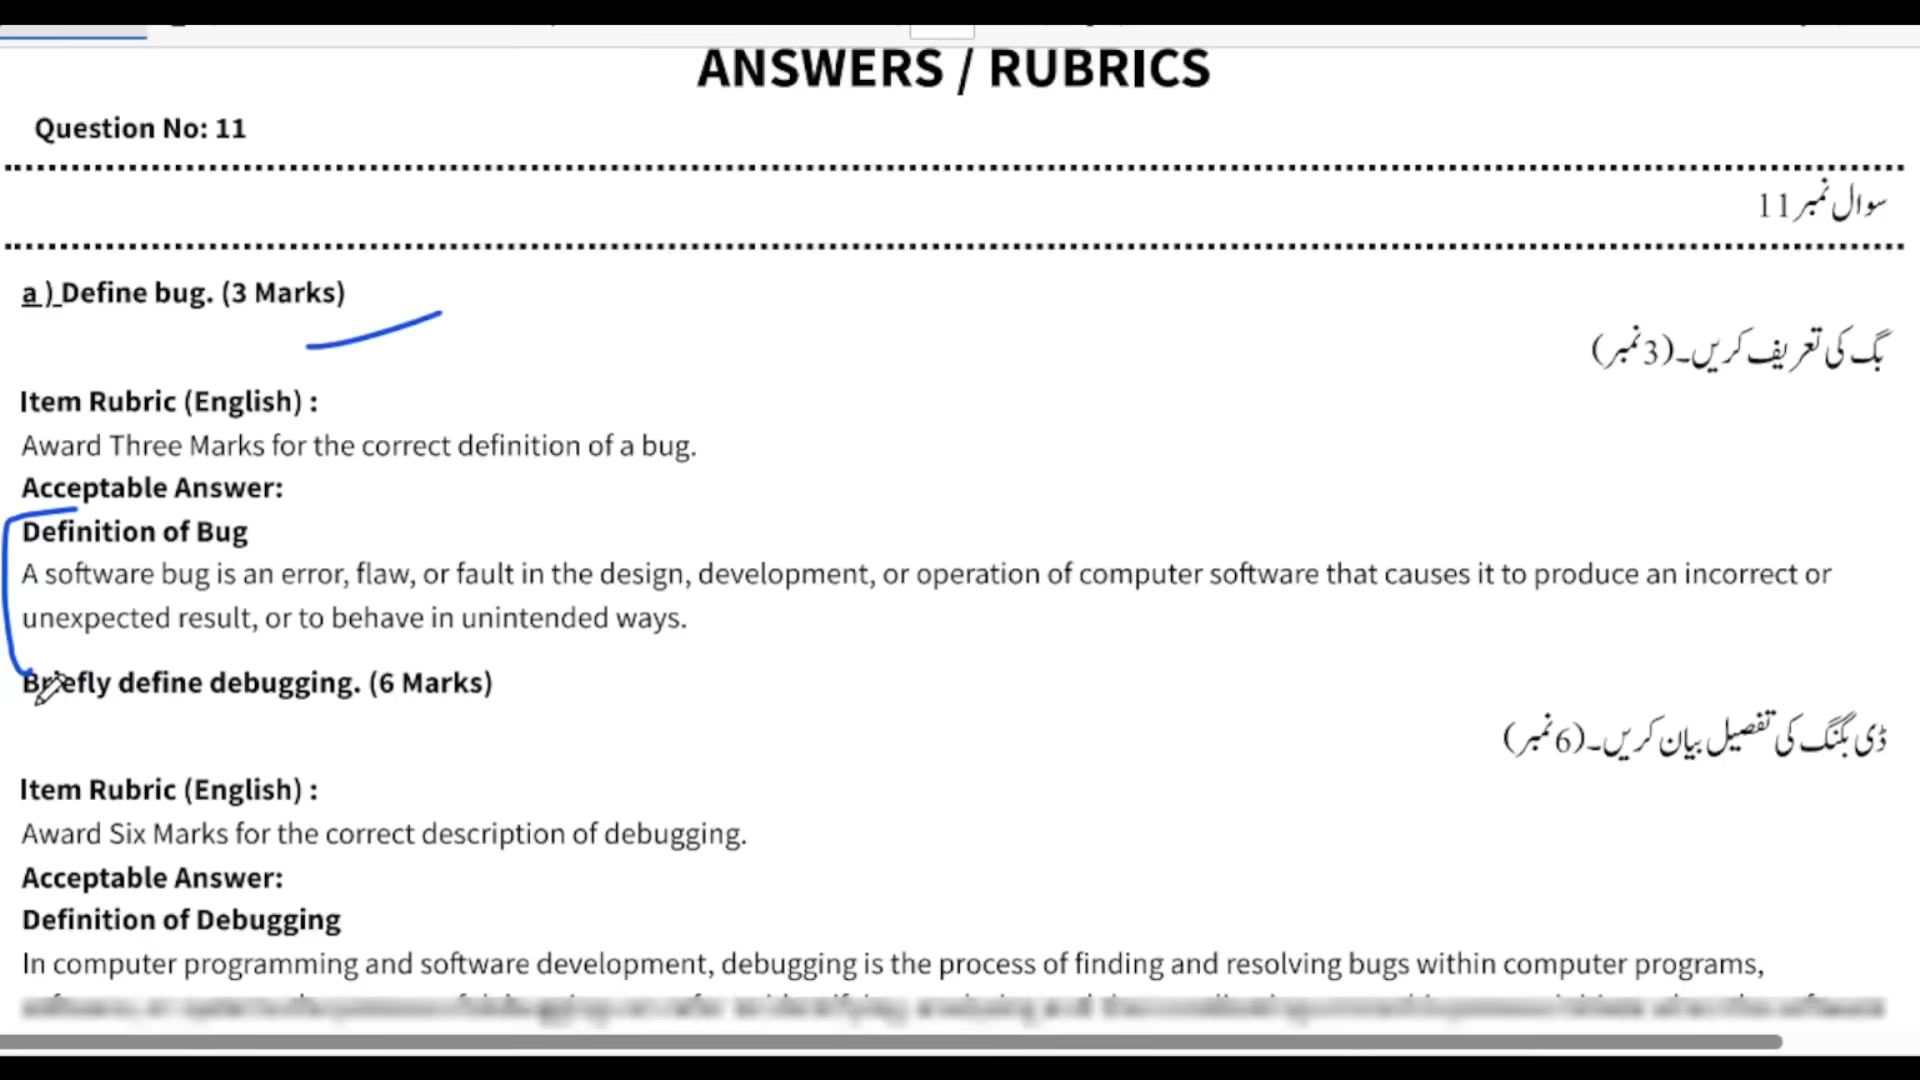 ANSWERS / RUBRICS
Question No: 11
سوال نمبر 11
a ) Define bug. (3 Marks)
بگ کی تعریف کریں۔ (3 نمبر)
Item Rubric (English) :
Award Three Marks for the correct definition of a bug.
Acceptable Answer:
Definition of Bug
A software bug is an error, flaw, or fault in the design, development, or operation of computer software that causes it to produce an incorrect or
unexpected result, or to behave in unintended ways.
Briefly define debugging. (6 Marks)
ڈی بگنگ کی تفصیل بیان کریں۔ (6 نمبر)
Item Rubric (English) :
Award Six Marks for the correct description of debugging.
Acceptable Answer:
Definition of Debugging
In computer programming and software development, debugging is the process of finding and resolving bugs within computer programs,